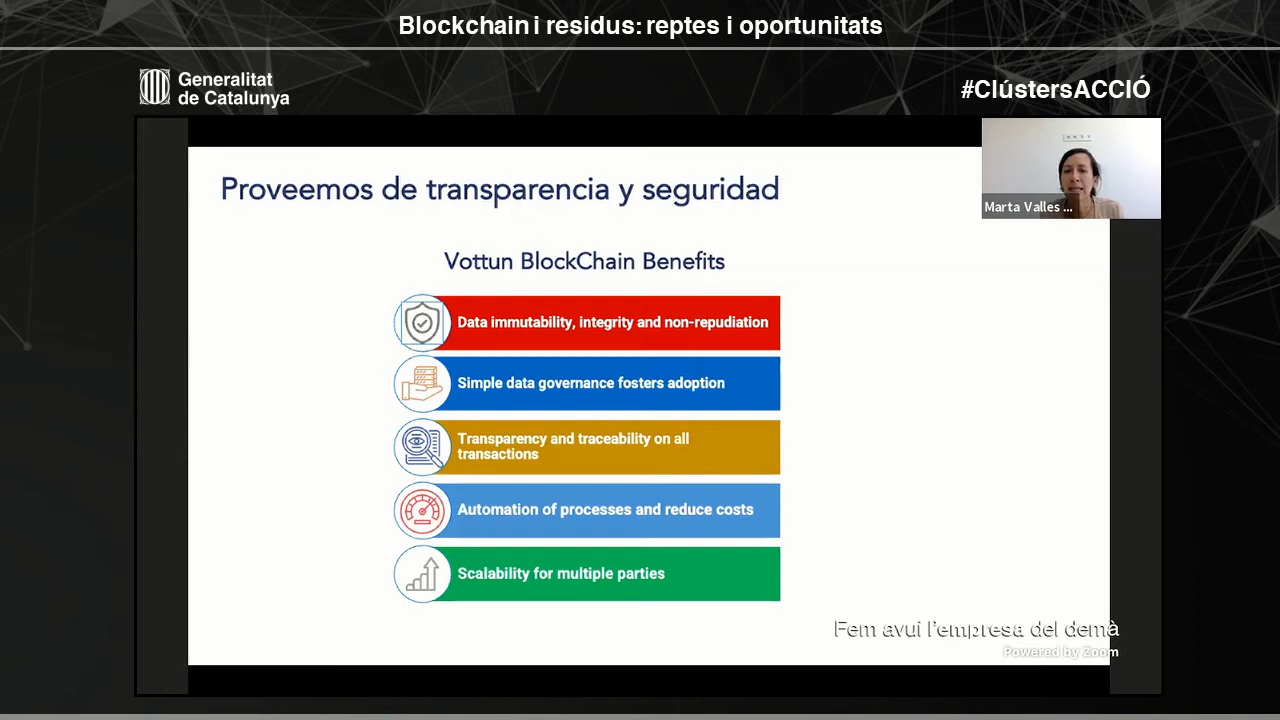 Blockchain i residus: reptes i oportunitats
Generalitat
de Catalunya
#ClústersACCIÓ
Marta Valles ...
Proveemos de transparencia y seguridad
Vottun BlockChain Benefits
Data immutability, integrity and non-repudiation
Simple data governance fosters adoption
Transparency and traceability on all
transactions
Automation of processes and reduce costs
Scalability for multiple parties
Fem avui l'empresa del demà
Powered by Zoom